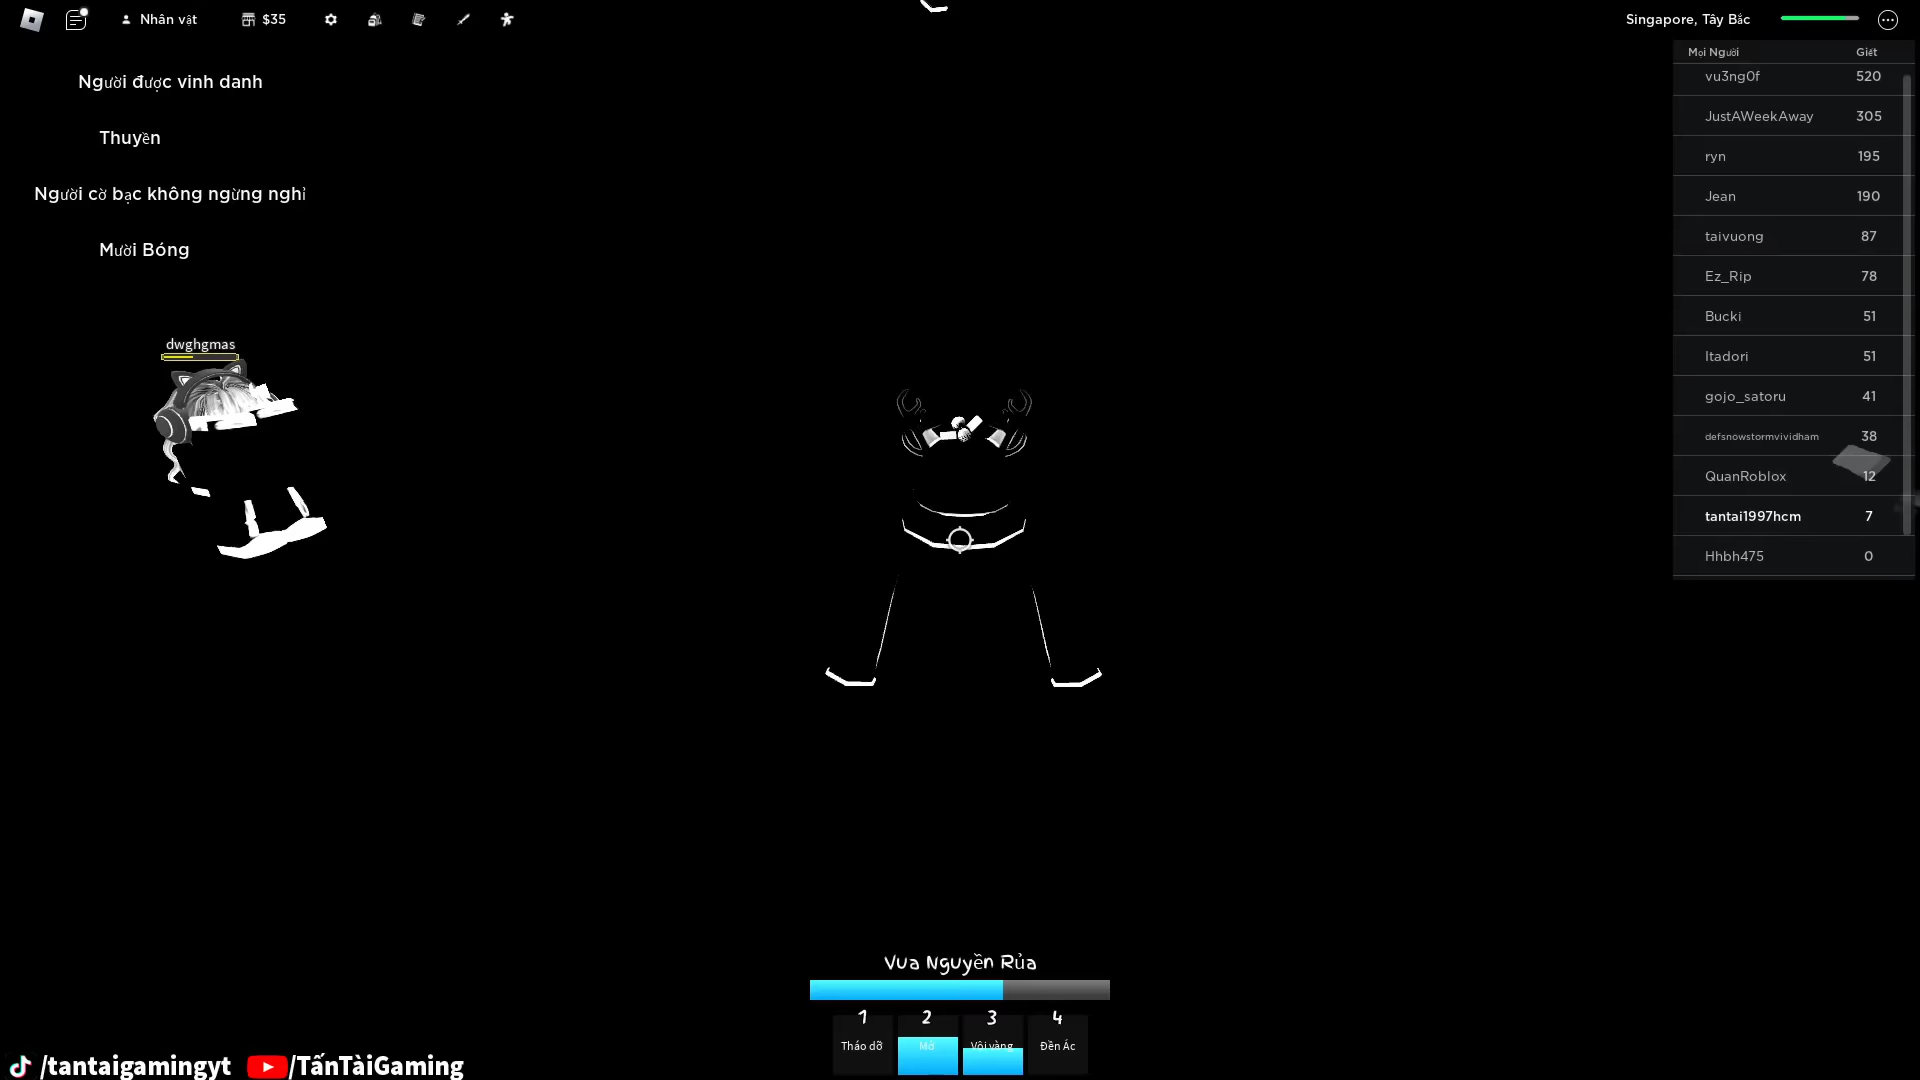 Nhân vật
$35
Singapore, Tây Bắc
Người được vinh danh
Thuyền
Người cờ bạc không ngừng nghỉ
Mười Bóng
dwghgmas
Mọi Người Giết
vu3ng0f 520
JustAWeekAway 305
ryn 195
Jean 190
taivuong 87
Ez_Rip 78
Bucki 51
Itadori 51
gojo_satoru 41
defsnowstormvividham 38
QuanRoblox 12
tantai1997hcm 7
Hhbh475 0
Vua Nguyền Rủa
1 2 3 4
Tháo dỡ Mở Vội vàng Đền Ác
/tantaigamingyt /TấnTàiGaming